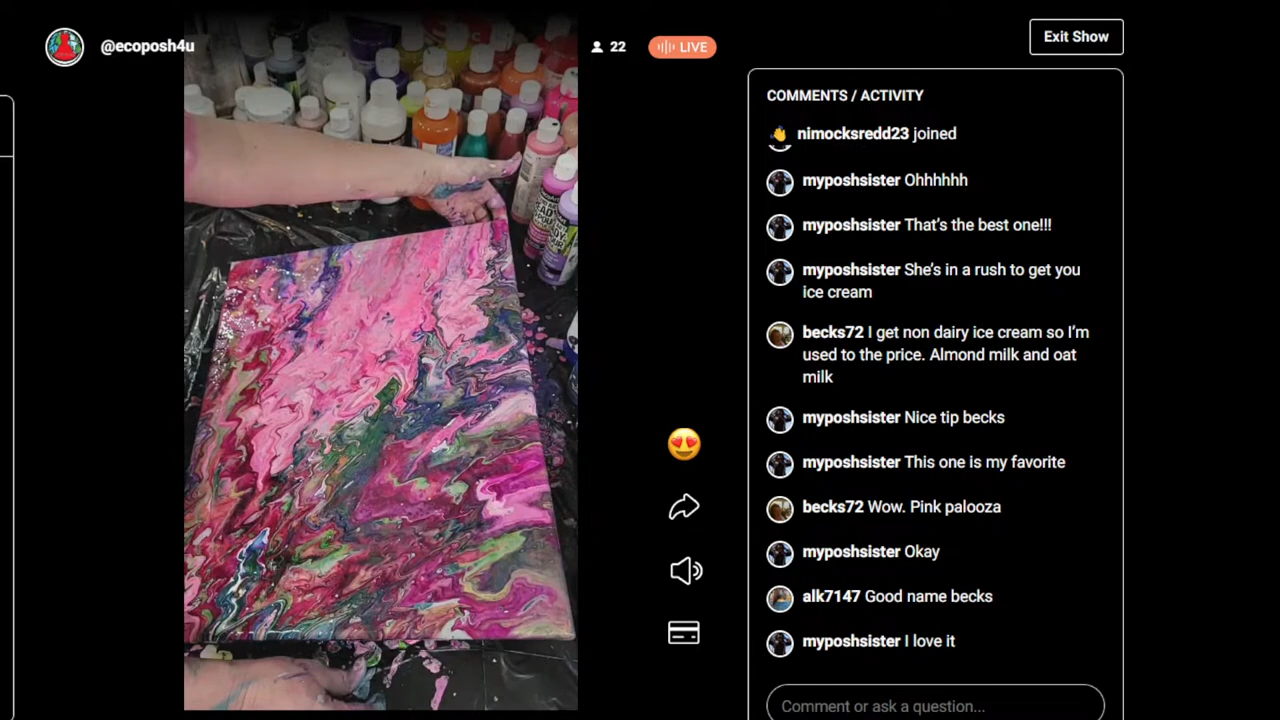 @ecoposh4u
22
LIVE
Exit Show
COMMENTS / ACTIVITY
nimocksredd23 joined
myposhsister Ohhhhhh
myposhsister That's the best one!!!
myposhsister She's in a rush to get you
ice cream
becks72 I get non dairy ice cream so I'm
used to the price. Almond milk and oat
milk
myposhsister Nice tip becks
myposhsister This one is my favorite
becks72 Wow. Pink palooza
myposhsister Okay
alk7147 Good name becks
myposhsister I love it
Comment or ask a question...